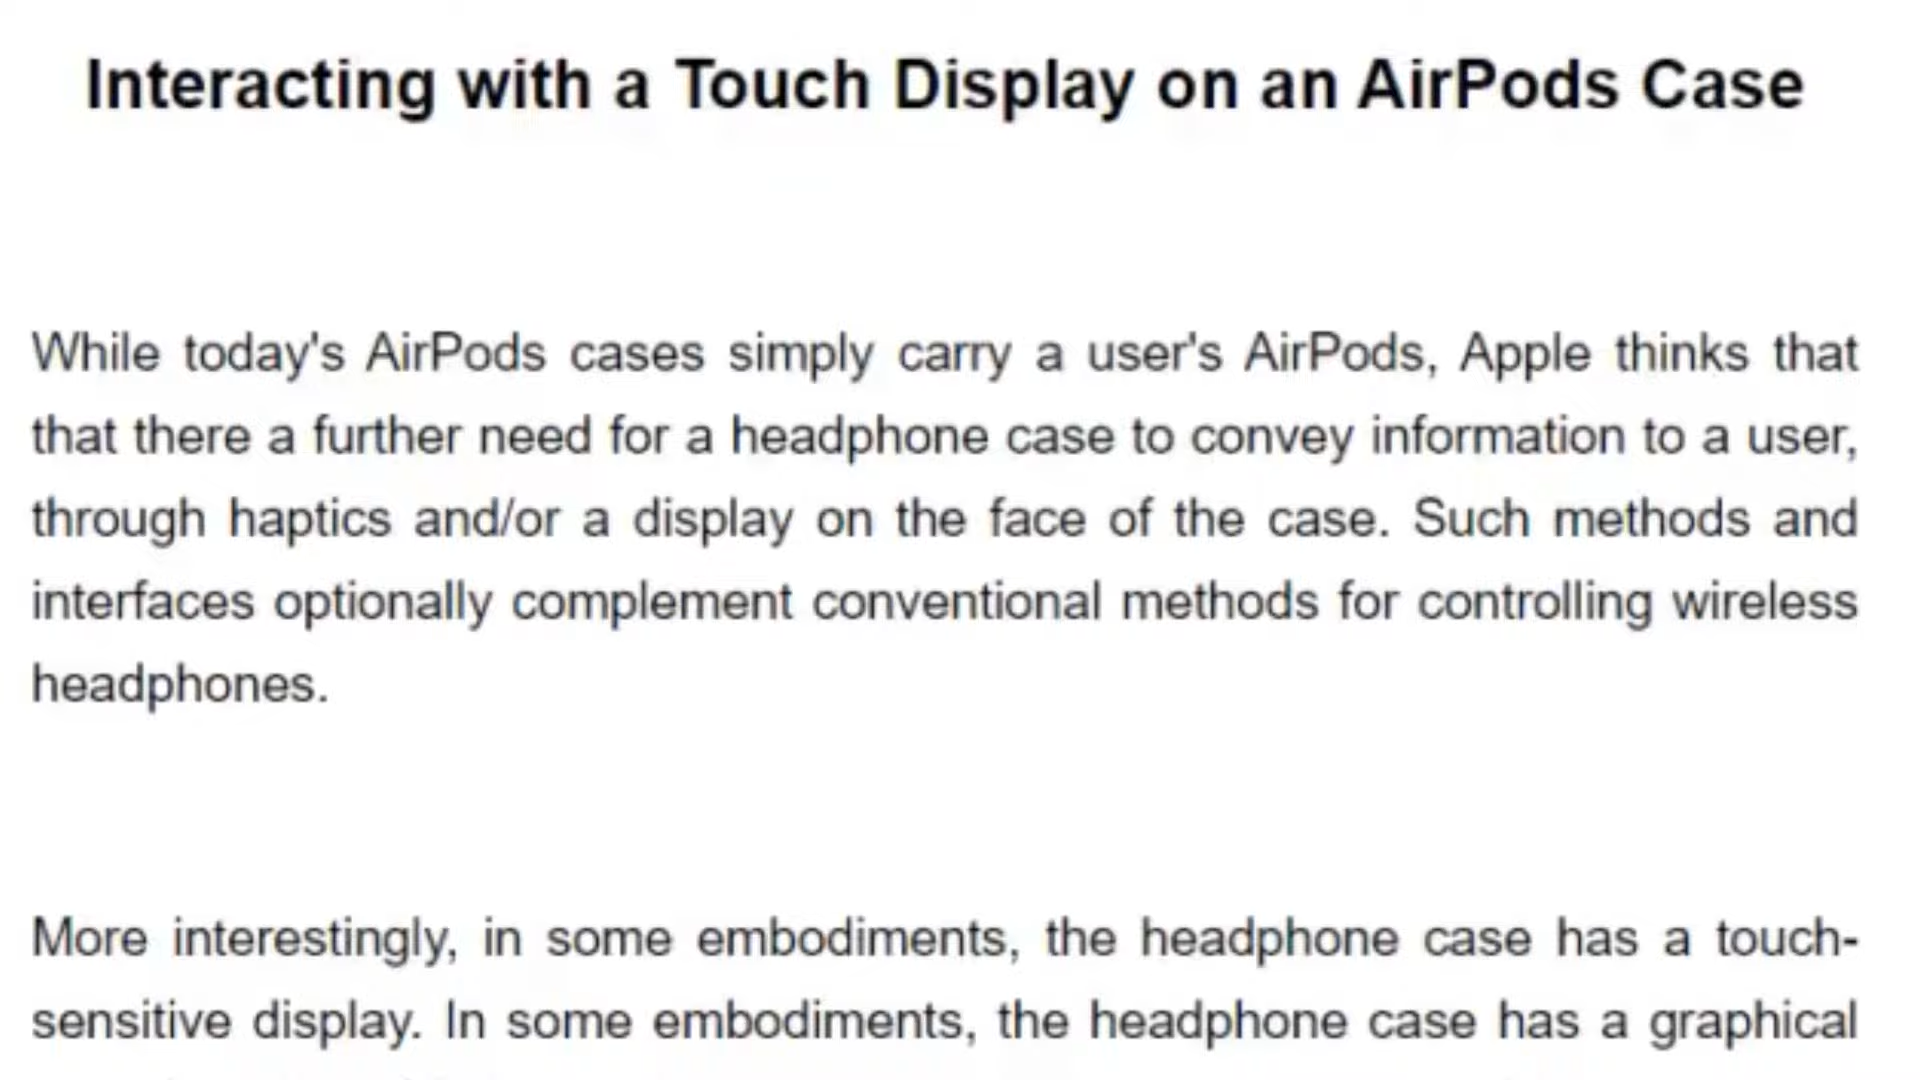 Interacting with a Touch Display on an AirPods Case
While today's AirPods cases simply carry a user's AirPods, Apple thinks that
that there a further need for a headphone case to convey information to a user,
through haptics and/or a display on the face of the case. Such methods and
interfaces optionally complement conventional methods for controlling wireless
headphones.
More interestingly, in some embodiments, the headphone case has a touch-
sensitive display. In some embodiments, the headphone case has a graphical